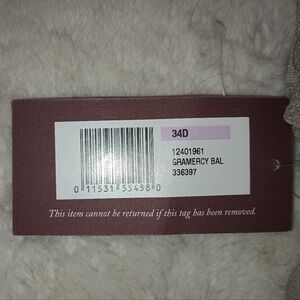 34D
12401961
GRAMERCY BAL
336397
0 11531 55458 0
This item cannot be returned if this tag has been removed.